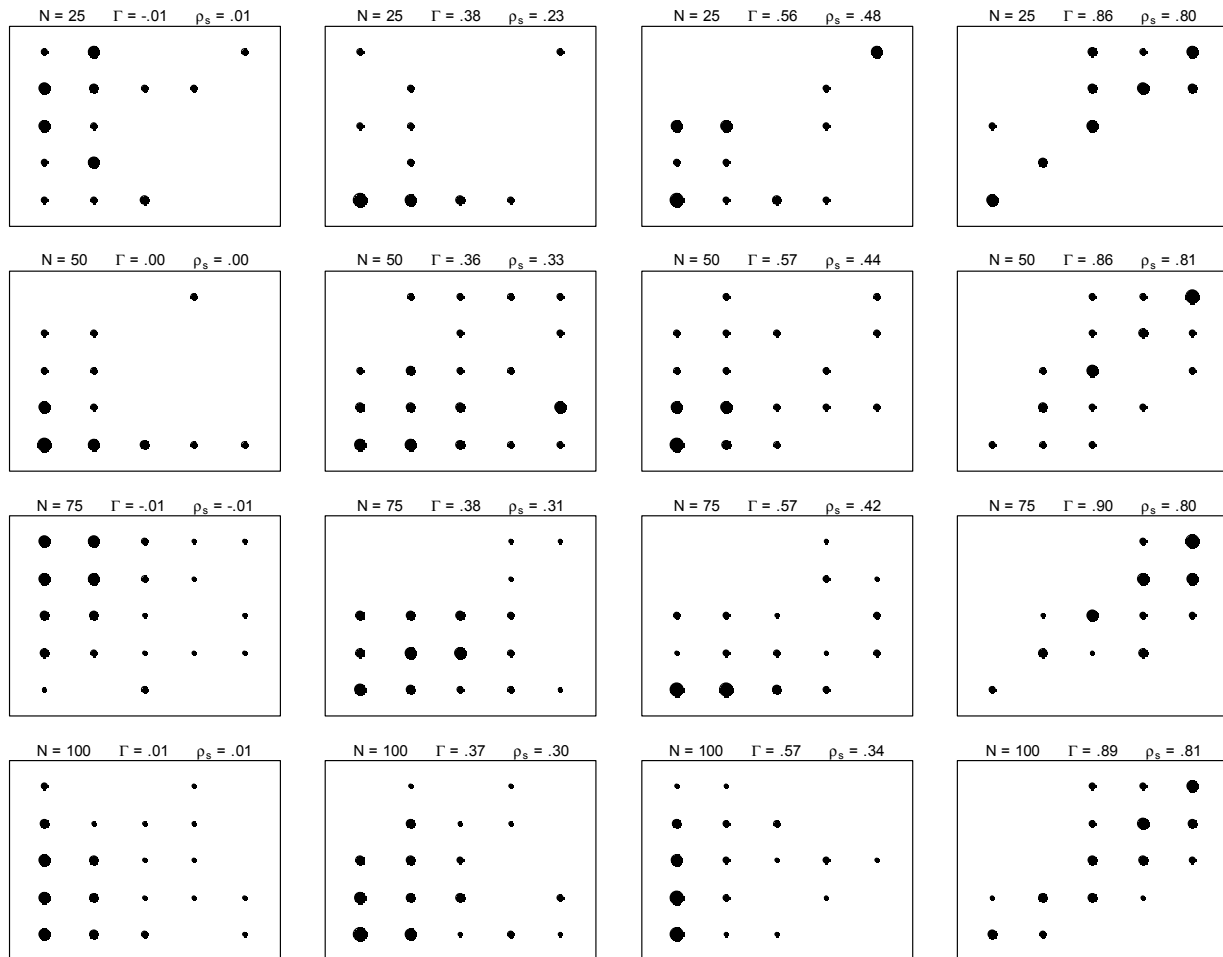 N = 25 Γ = -.01 ρs = .01
N = 25 Γ = .38 ρs = .23
N = 25 Γ = .56 ρs = .48
N = 25 Γ = .86 ρs = .80
N = 50 Γ = .00 ρs = .00
N = 50 Γ = .36 ρs = .33
N = 50 Γ = .57 ρs = .44
N = 50 Γ = .86 ρs = .81
N = 75 Γ = -.01 ρs = -.01
N = 75 Γ = .38 ρs = .31
N = 75 Γ = .57 ρs = .42
N = 75 Γ = .90 ρs = .80
N = 100 Γ = .01 ρs = .01
N = 100 Γ = .37 ρs = .30
N = 100 Γ = .57 ρs = .34
N = 100 Γ = .89 ρs = .81